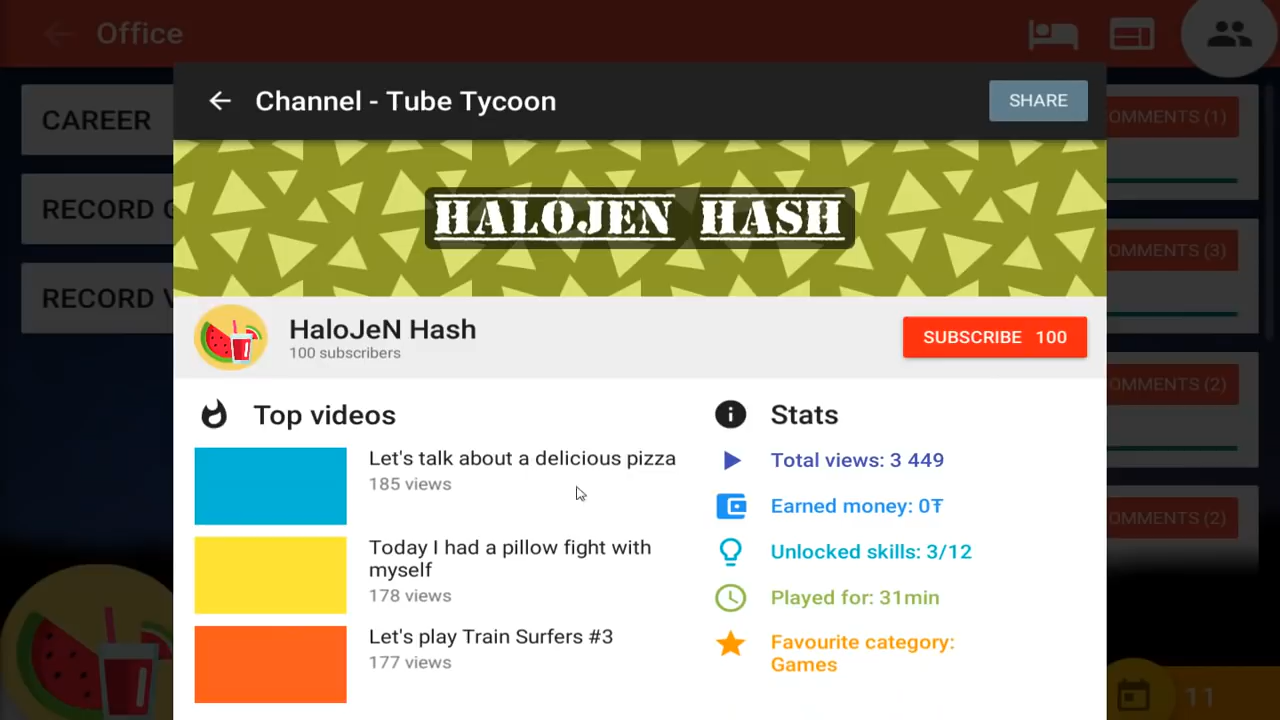 Office
CAREER
RECORD
RECORD
Channel - Tube Tycoon
SHARE
HALOJEN HASH
HaloJeN Hash
100 subscribers
SUBSCRIBE 100
Top videos
Let's talk about a delicious pizza
185 views
Today I had a pillow fight with
myself
178 views
Let's play Train Surfers #3
177 views
Stats
Total views: 3 449
Earned money: 0Ŧ
Unlocked skills: 3/12
Played for: 31min
Favourite category:
Games
OMMENTS (1)
OMMENTS (3)
OMMENTS (2)
OMMENTS (2)
11